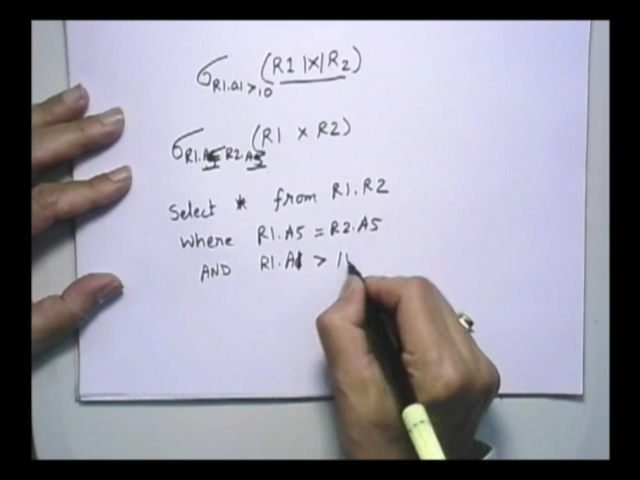 σR1.A1>10 (R1 |X| R2)
σR1.A5=R2.A5 (R1 X R2)
Select * from R1.R2
where R1.A5 = R2.A5
AND R1.A1 > 1